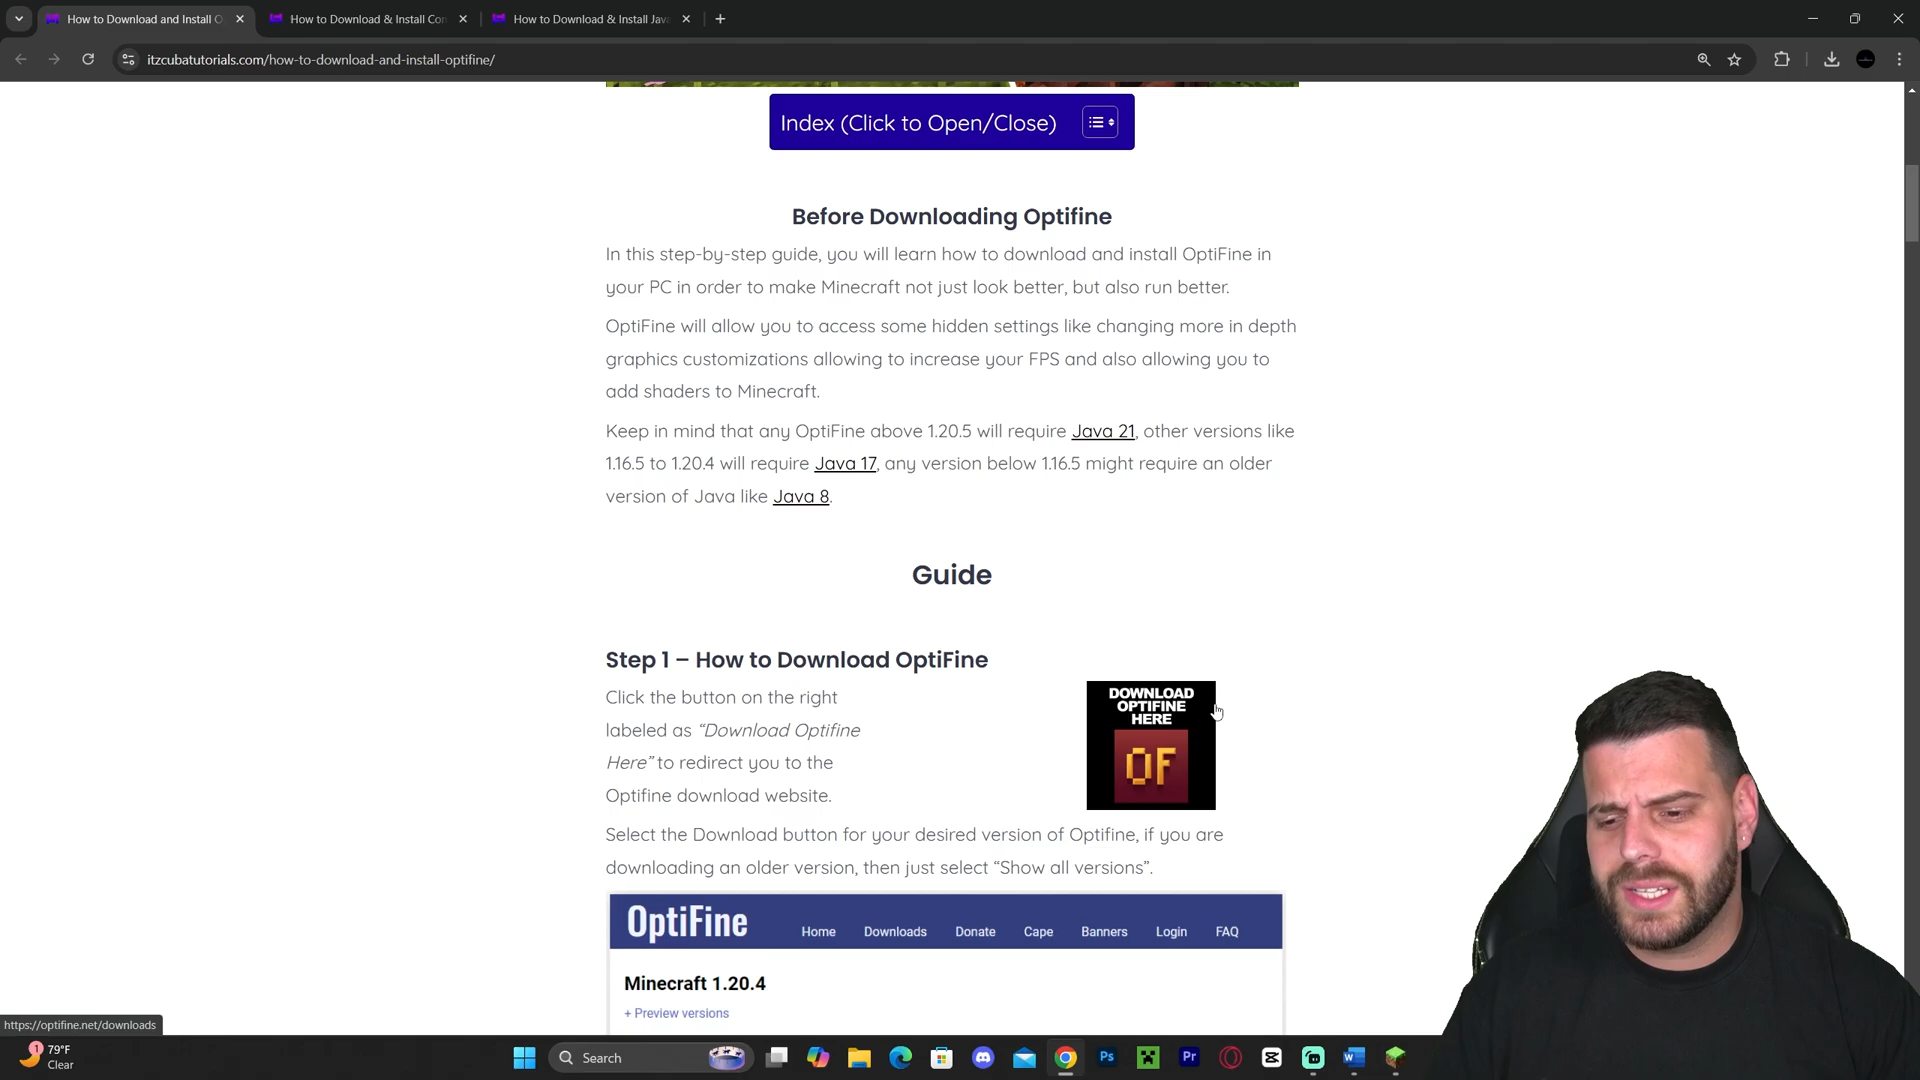 How to Download and Install O
How to Download & Install Con
How to Download & Install Java
itzcubatutorials.com/how-to-download-and-install-optifine/
Index (Click to Open/Close)
Before Downloading Optifine
In this step-by-step guide, you will learn how to download and install OptiFine in
your PC in order to make Minecraft not just look better, but also run better.
OptiFine will allow you to access some hidden settings like changing more in depth
graphics customizations allowing to increase your FPS and also allowing you to
add shaders to Minecraft.
Keep in mind that any OptiFine above 1.20.5 will require Java 21, other versions like
1.16.5 to 1.20.4 will require Java 17, any version below 1.16.5 might require an older
version of Java like Java 8.
Guide
Step 1 – How to Download OptiFine
Click the button on the right
labeled as “Download Optifine
Here” to redirect you to the
Optifine download website.
DOWNLOAD
OPTIFINE
HERE
OF
Select the Download button for your desired version of Optifine, if you are
downloading an older version, then just select “Show all versions”.
OptiFine
Home Downloads Donate Cape Banners Login FAQ
Minecraft 1.20.4
+ Preview versions
https://optifine.net/downloads
1
79°F
Clear
Search
Ps
Pr